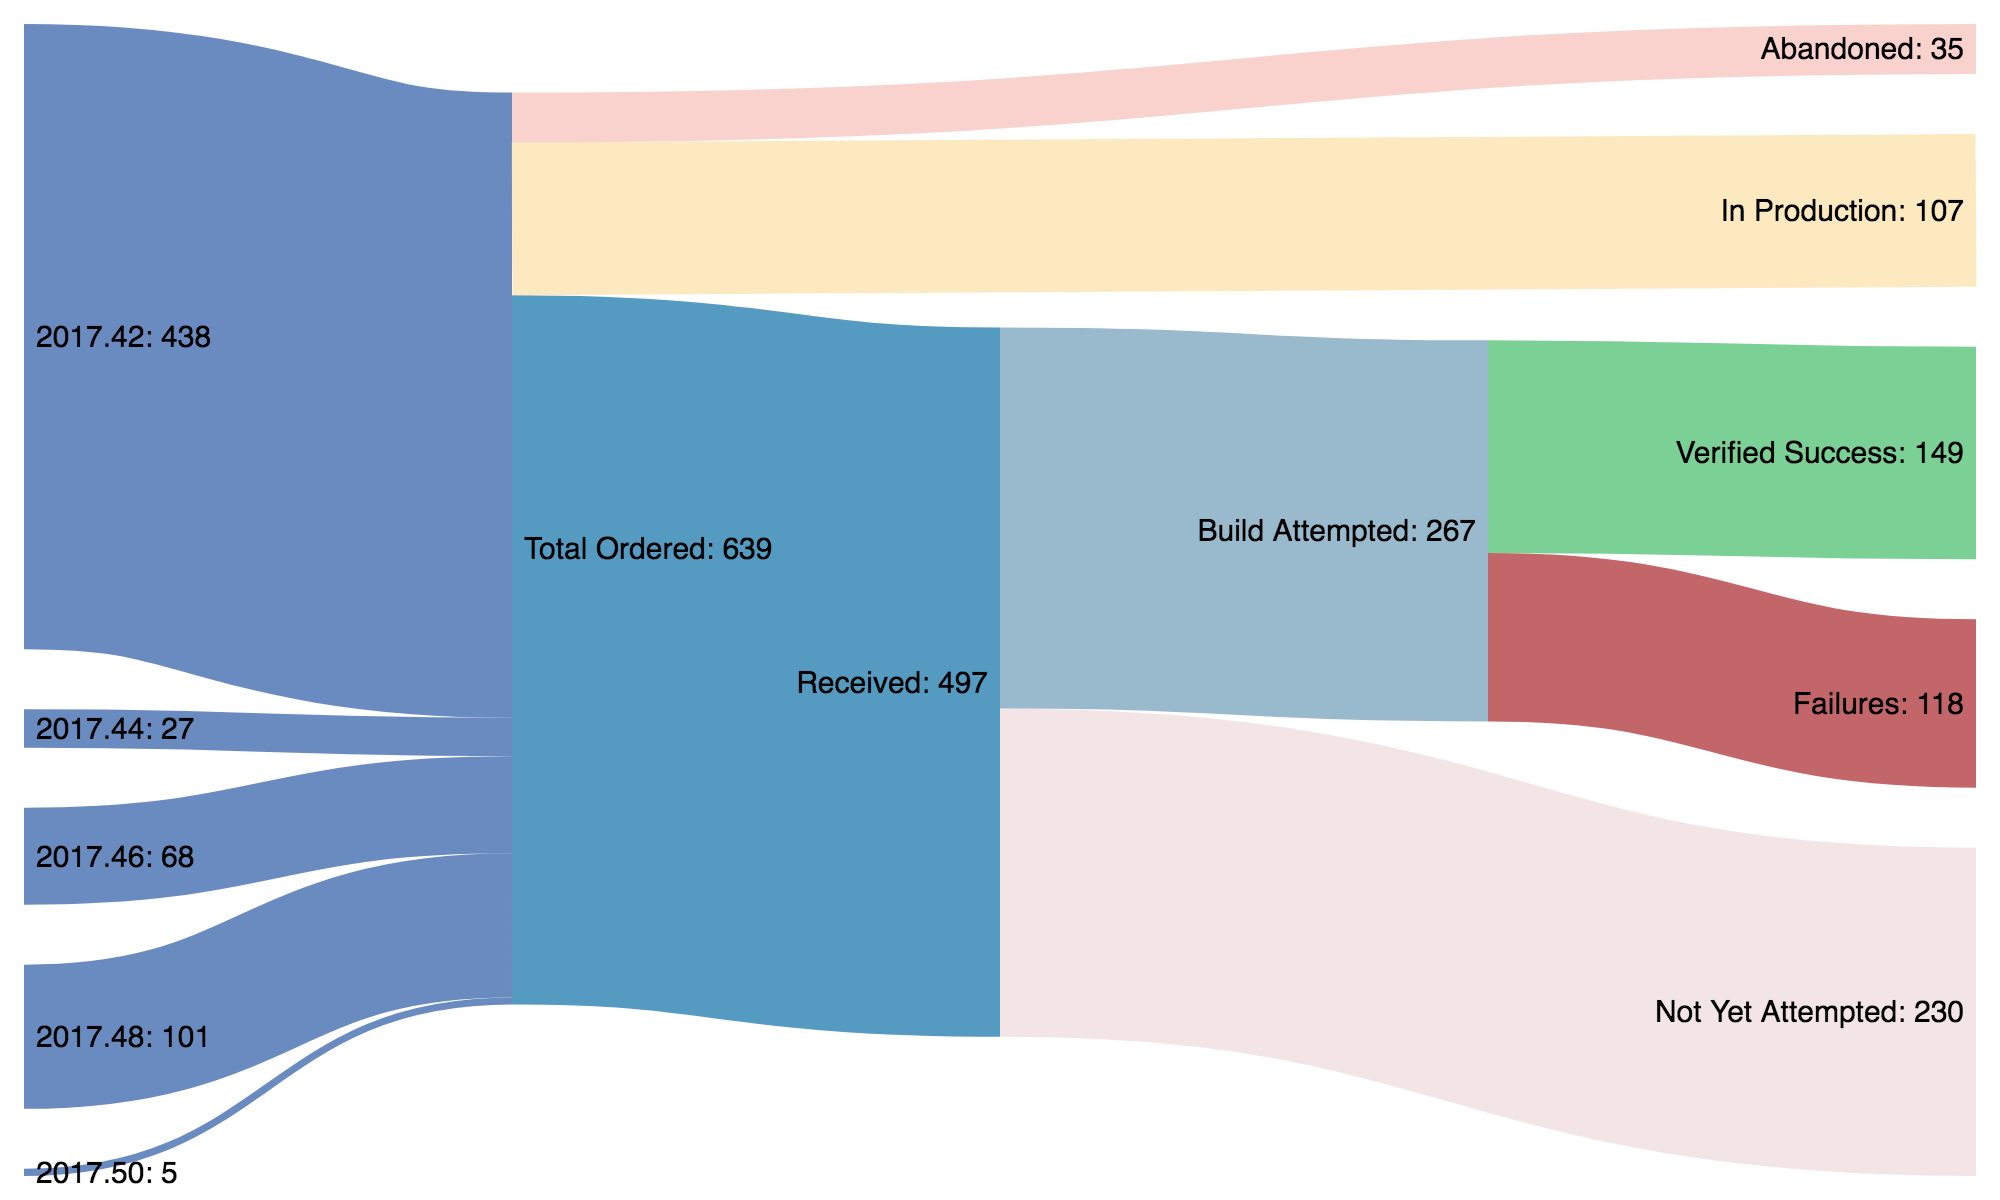 Abandoned: 35
In Production: 107
2017.42: 438
Verified Success: 149
Build Attempted: 267
Total Ordered: 639
Received: 497
Failures: 118
2017.44: 27
2017.46: 68
Not Yet Attempted: 230
2017.48: 101
2017.50: 5